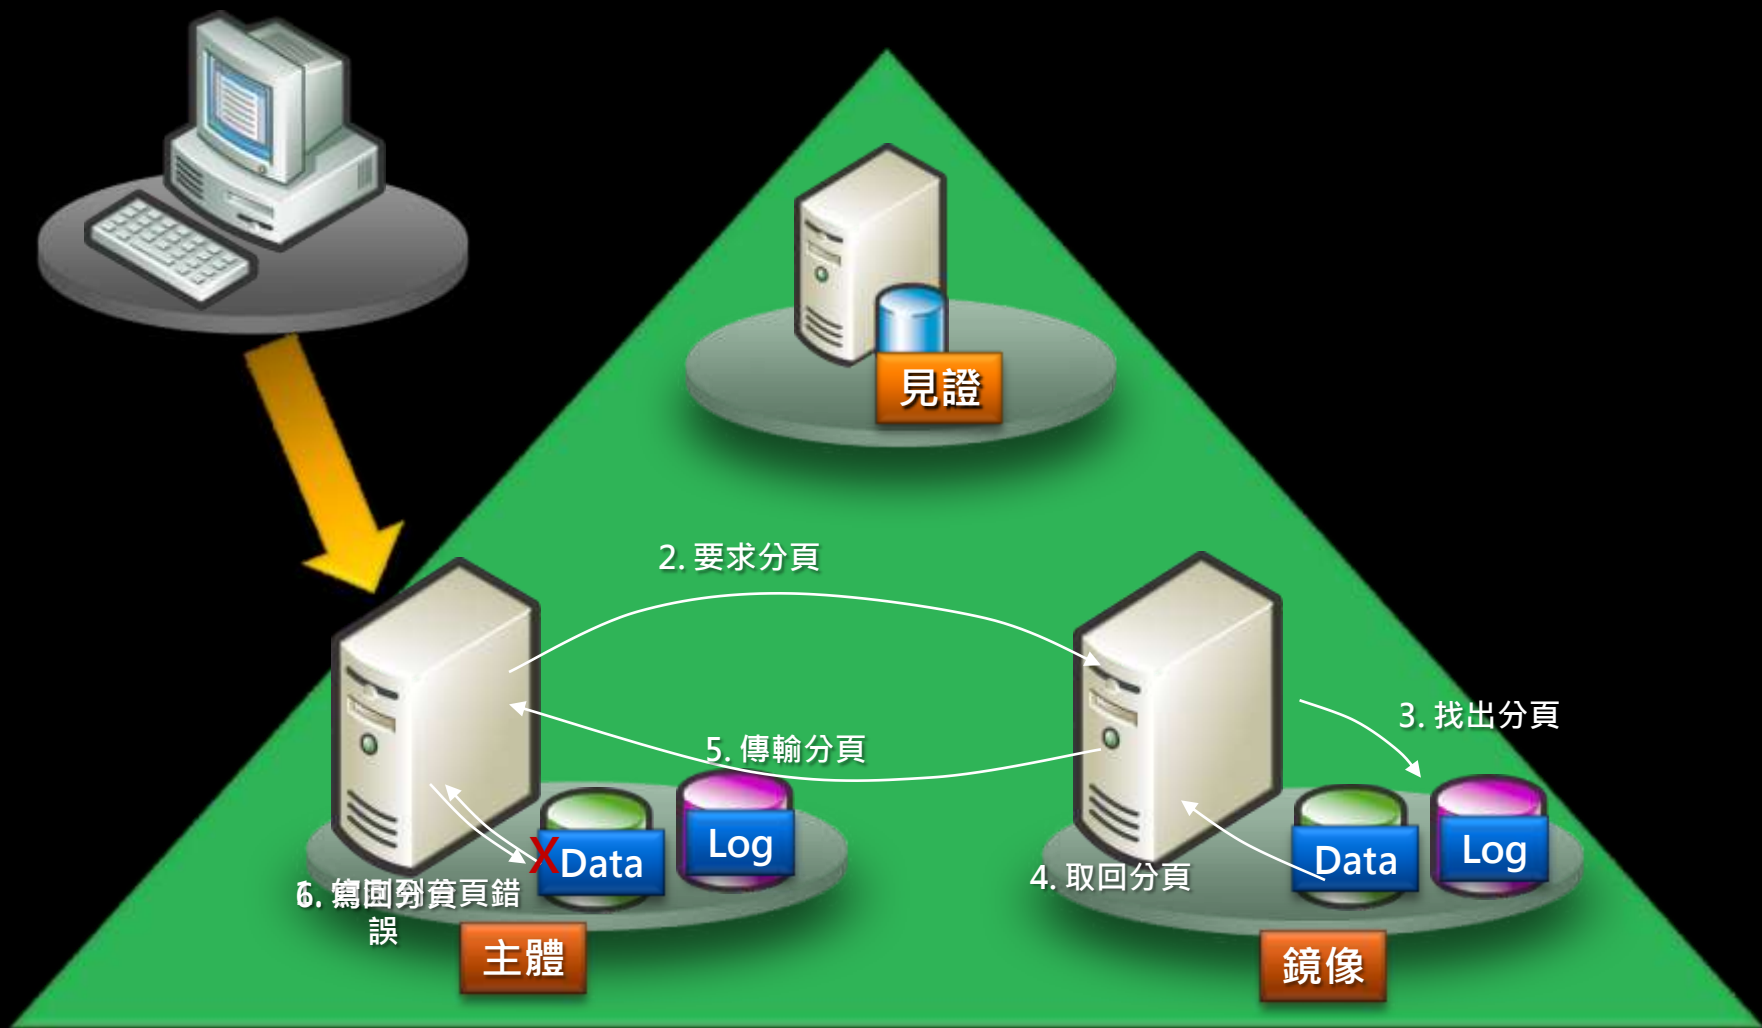 見證
2. 要求分頁
3. 找出分頁
5. 傳輸分頁
X
Data
Log
Data
Log
4. 取回分頁
誤
主體
鏡像